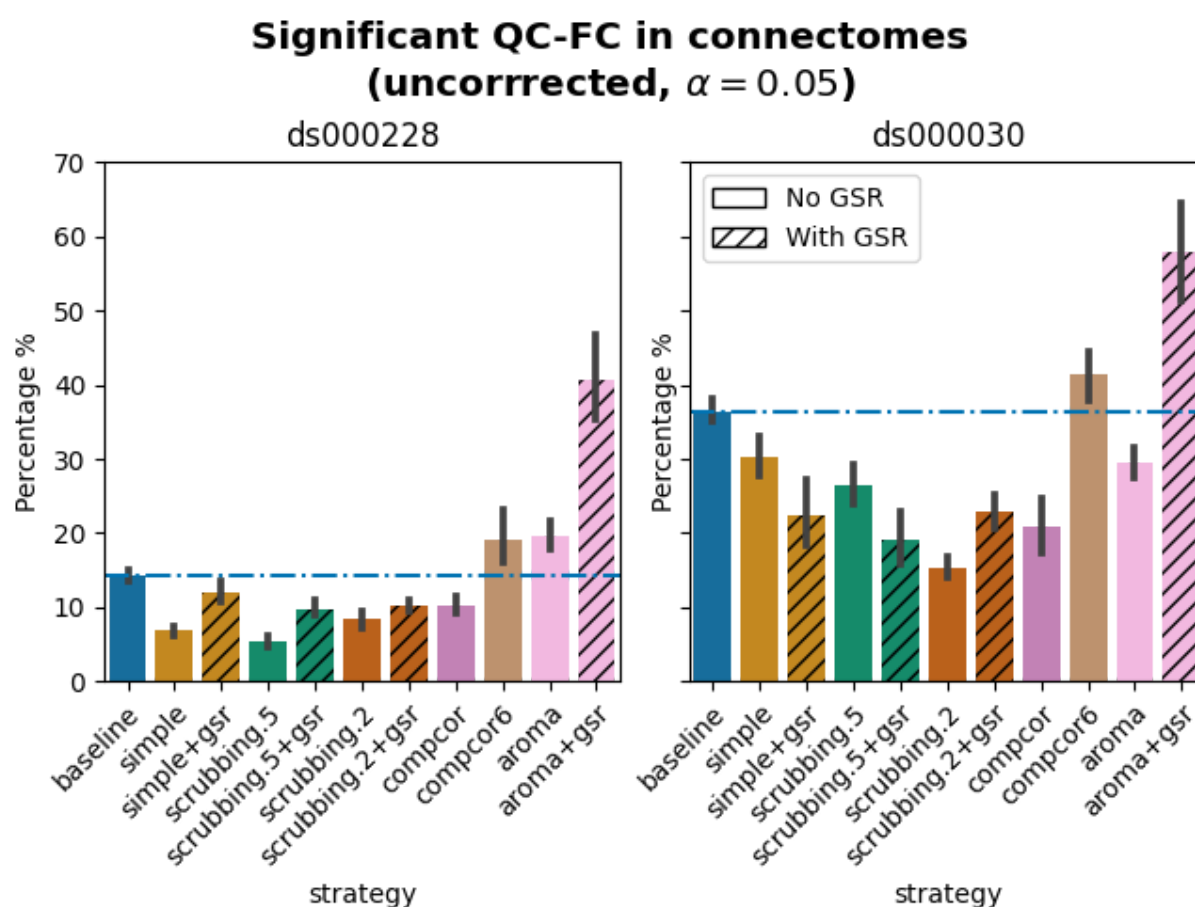 Significant QC-FC in connectomes
(uncorrrected, α = 0.05)
ds000228
ds000030
70
60
50
40
30
20
10
0
Percentage %
Percentage %
No GSR
With GSR
baseline
simple
simple+gsr
scrubbing.5
scrubbing.5+gsr
scrubbing.2
scrubbing.2+gsr
compcor
compcor6
aroma
aroma+gsr
baseline
simple
simple+gsr
scrubbing.5
scrubbing.5+gsr
scrubbing.2
scrubbing.2+gsr
compcor
compcor6
aroma
aroma+gsr
strategy
strategy